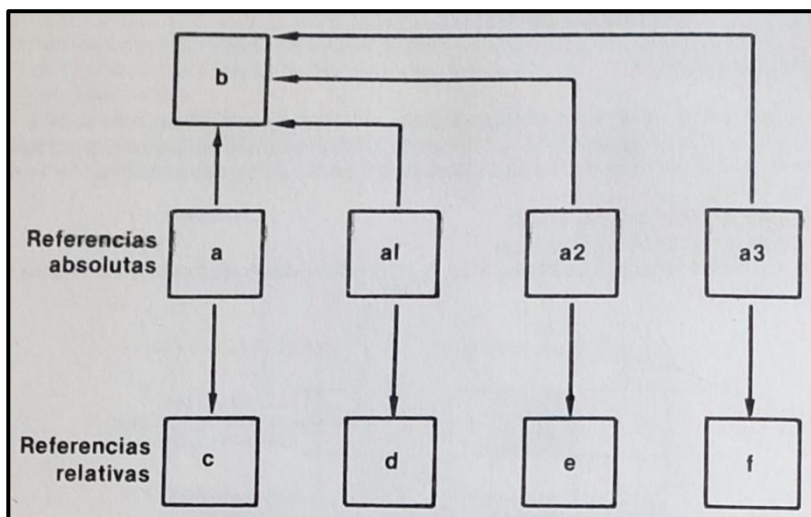 b
Referencias
absolutas
a
al
a2
a3
Referencias
relativas
c
d
e
f